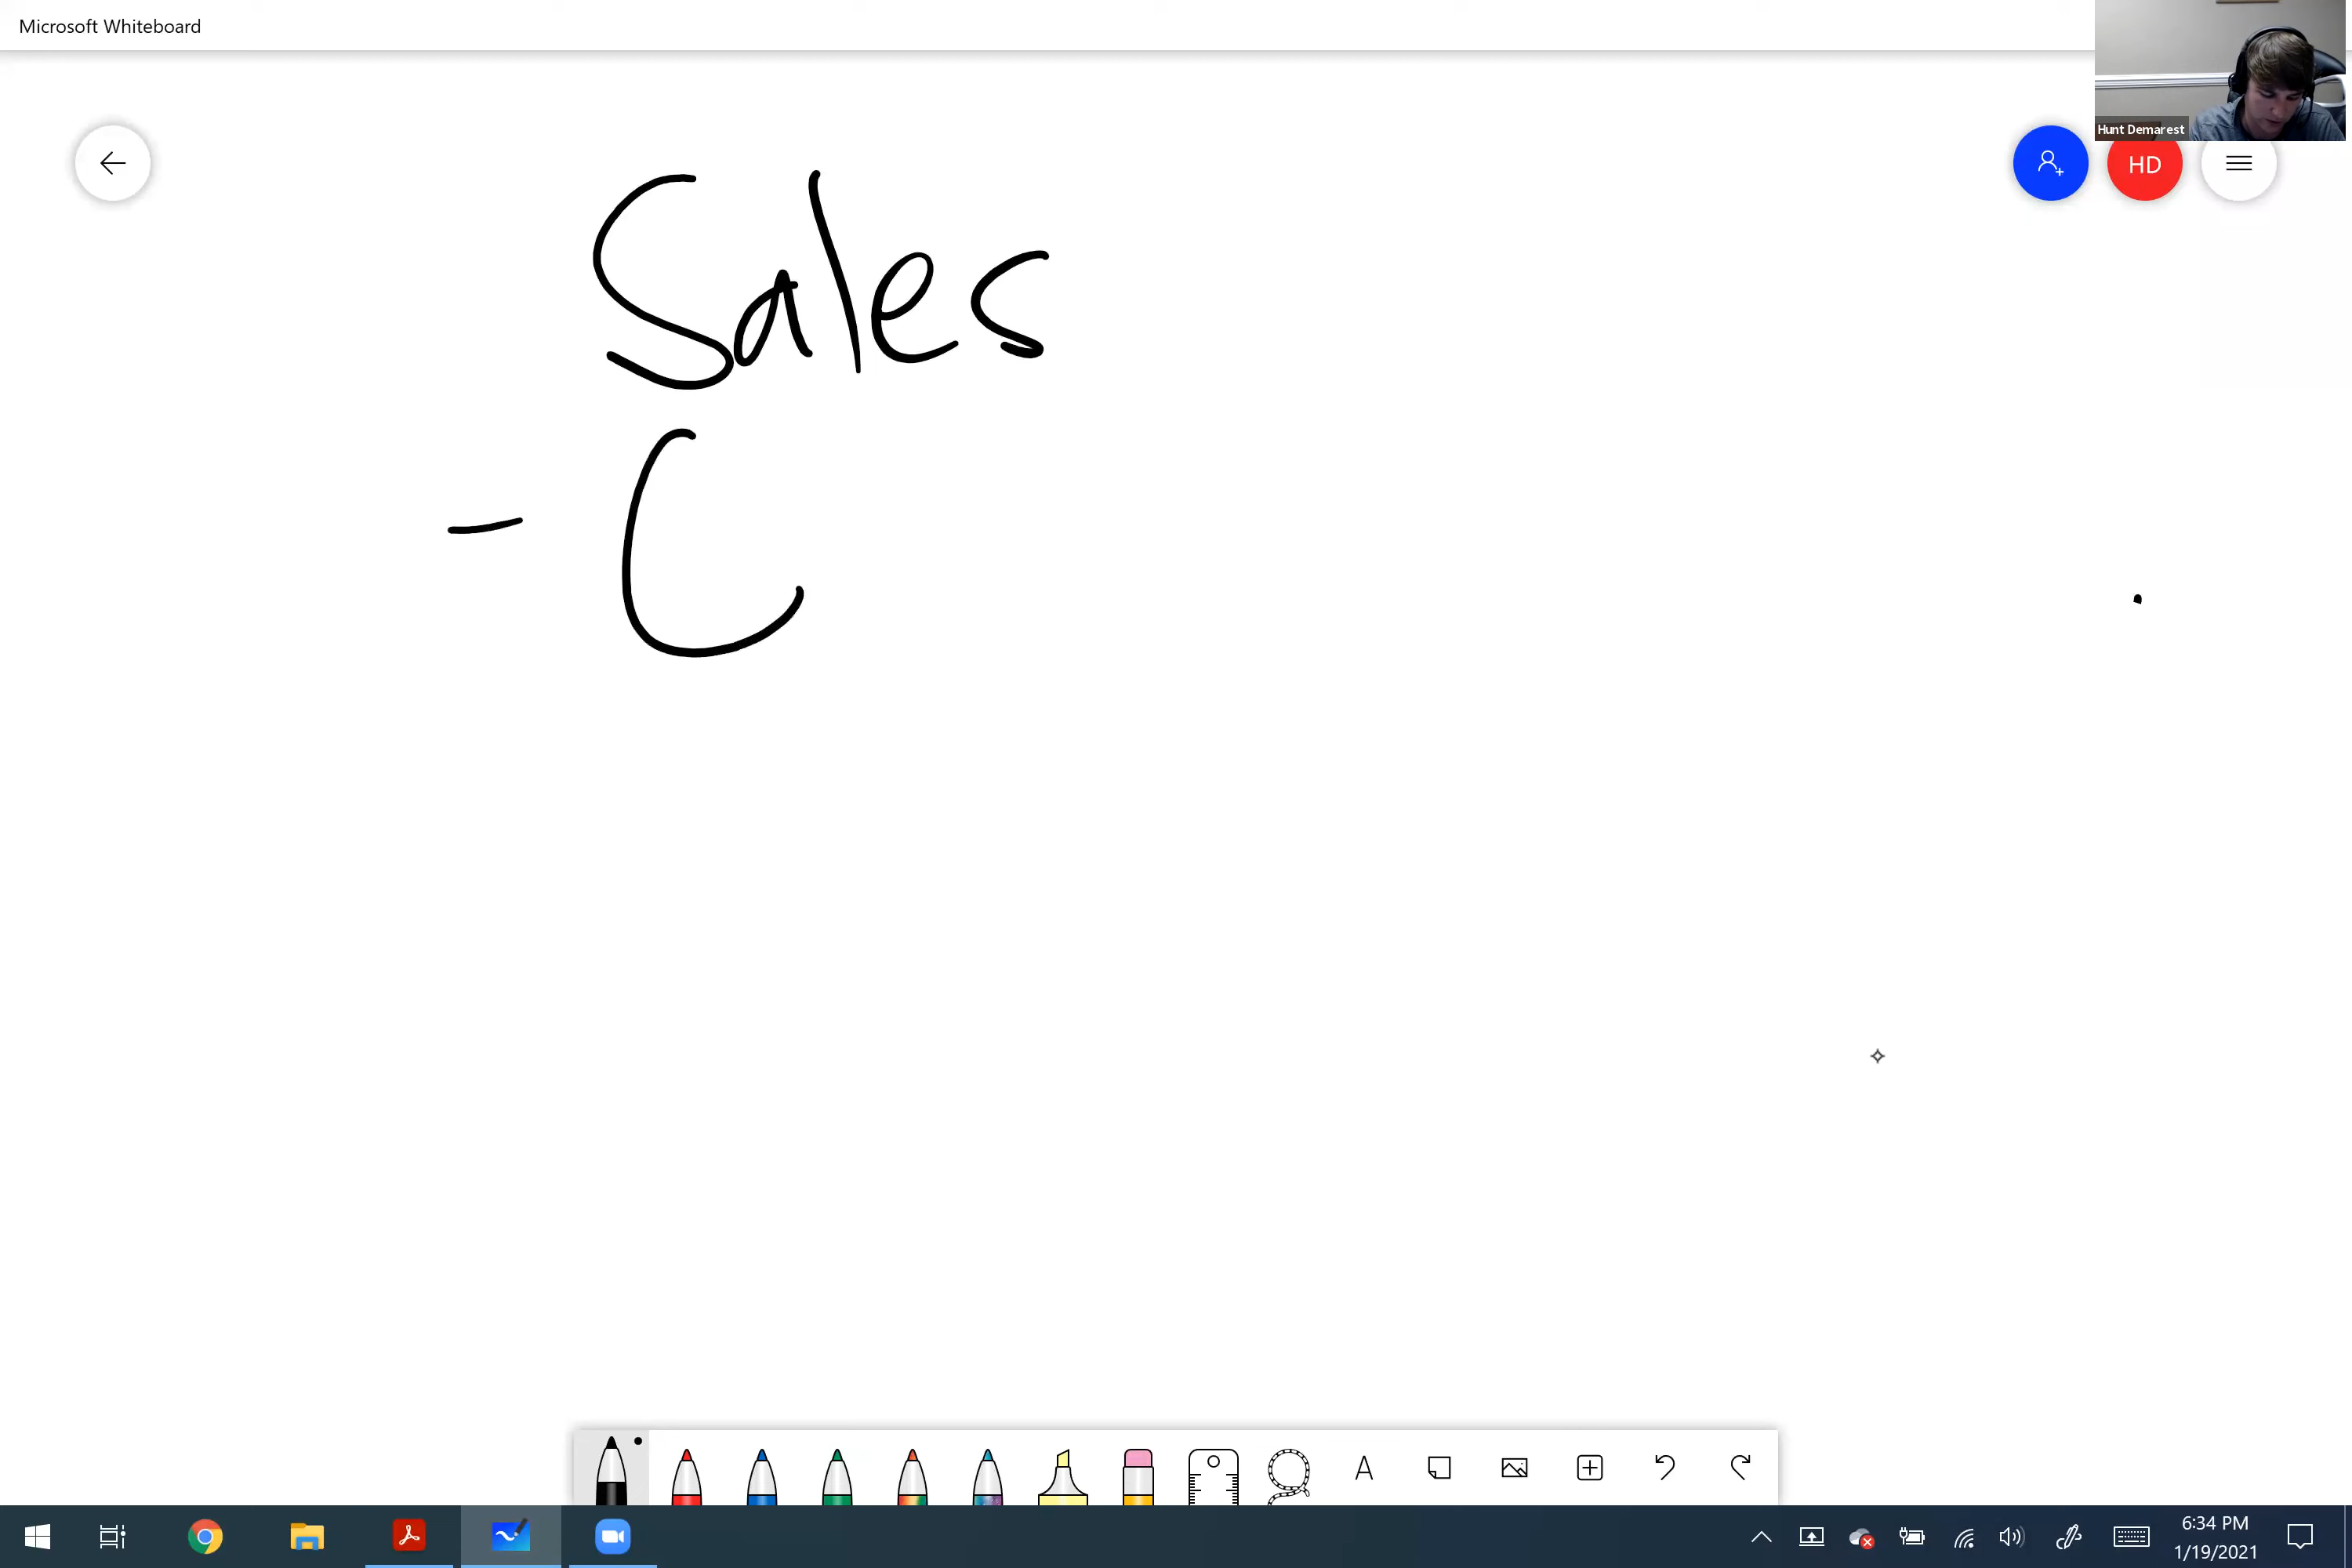 Microsoft Whiteboard
Hunt Demarest
HD
Sales
- C
A
6:34 PM
1/19/2021